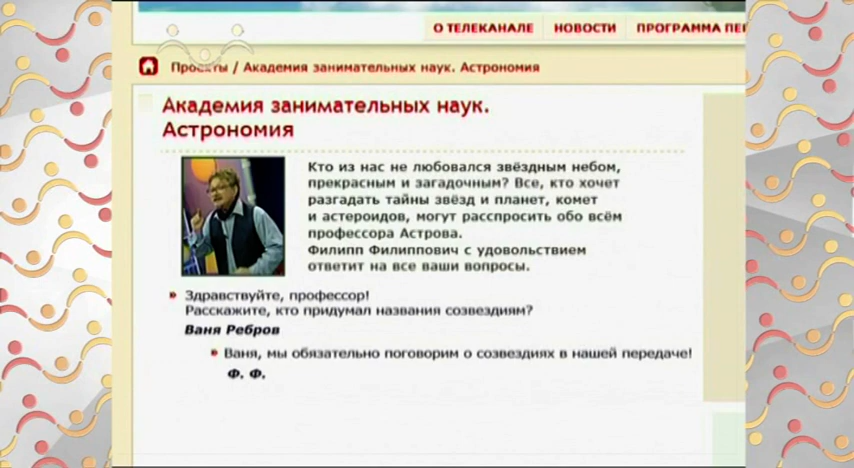 О ТЕЛЕКАНАЛЕ НОВОСТИ ПРОГРАММА
Проекты / Академия занимательных наук. Астрономия
Академия занимательных наук.
Астрономия
Кто из нас не любовался звёздным небом,
прекрасным и загадочным? Все, кто хочет
разгадать тайны звёзд и планет, комет
и астероидов, могут расспросить обо всём
профессора Астрова.
Филипп Филиппович с удовольствием
ответит на все ваши вопросы.
Здравствуйте, профессор!
Расскажите, кто придумал названия созвездиям?
Ваня Ребров
Ваня, мы обязательно поговорим о созвездиях в нашей передаче!
Ф. Ф.